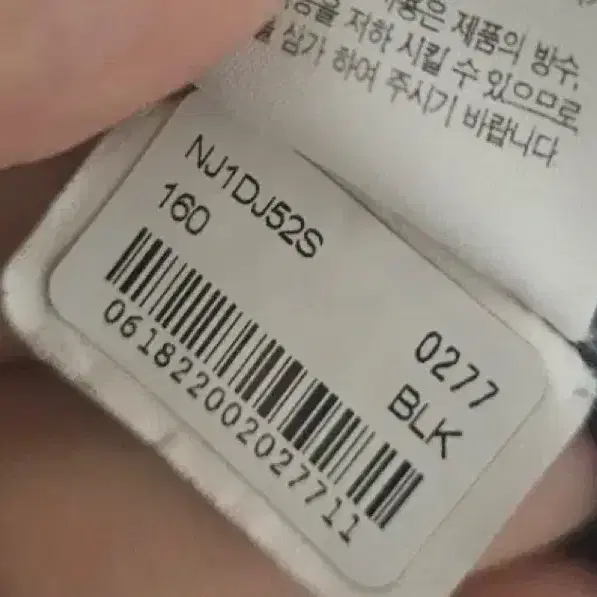 용은 제품의 방수,
능을 저하 시킬 수 있으므로
삼가 하여 주시기 바랍니다
NJ1DJ52S
160
0277
BLK
061822002027711